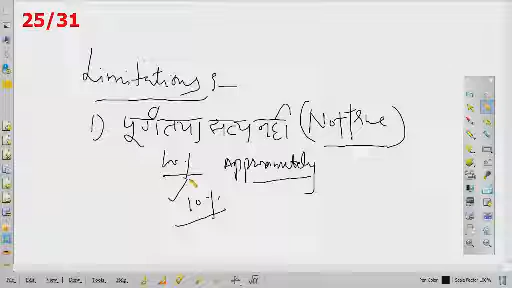 25/31
Limitations :-
1) पूर्णतया सत्य नहीं (Not true)
Approximately
10%